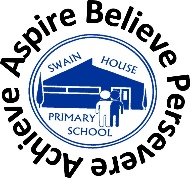 Aspire Believe Persevere Achieve
SWAIN HOUSE
PRIMARY
SCHOOL